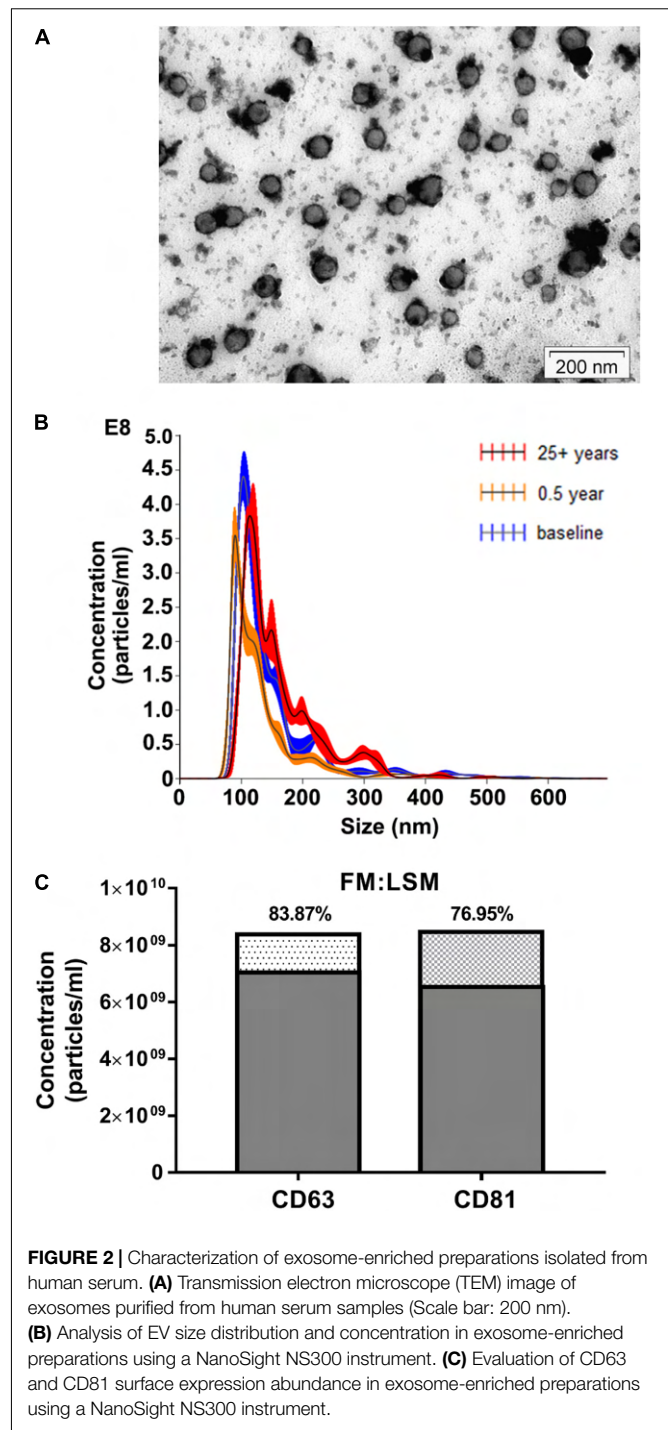 A
200 nm
B
E8
5.0
4.5
4.0
3.5
3.0
2.5
2.0
1.5
1.0
0.5
0
Concentration
(particles/ml)
25+ years
0.5 year
baseline
0 100 200 300 400 500 600
Size (nm)
C
FM:LSM
1×10¹⁰
8×10⁰⁹
6×10⁰⁹
4×10⁰⁹
2×10⁰⁹
0
Concentration
(particles/ml)
83.87% 76.95%
CD63 CD81
FIGURE 2 | Characterization of exosome-enriched preparations isolated from
human serum. (A) Transmission electron microscope (TEM) image of
exosomes purified from human serum samples (Scale bar: 200 nm).
(B) Analysis of EV size distribution and concentration in exosome-enriched
preparations using a NanoSight NS300 instrument. (C) Evaluation of CD63
and CD81 surface expression abundance in exosome-enriched preparations
using a NanoSight NS300 instrument.